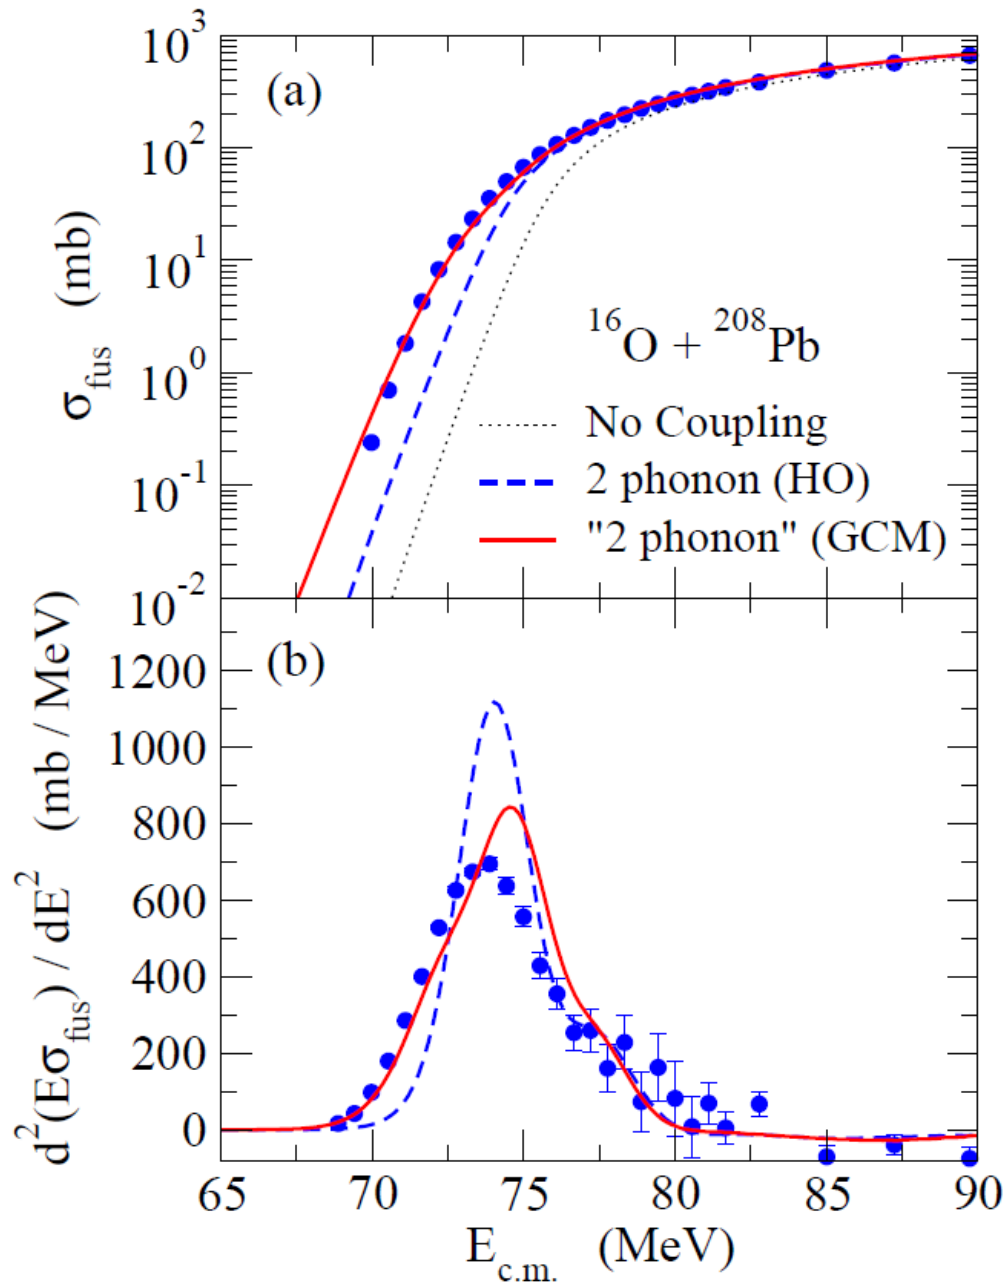 (a)
10^3
10^2
10^1
10^0
10^-1
10^-2
σ_fus (mb)
^16O + ^208Pb
No Coupling
2 phonon (HO)
"2 phonon" (GCM)
(b)
1200
1000
800
600
400
200
0
d^2(Eσ_fus) / dE^2 (mb / MeV)
65 70 75 80 85 90
E_c.m. (MeV)